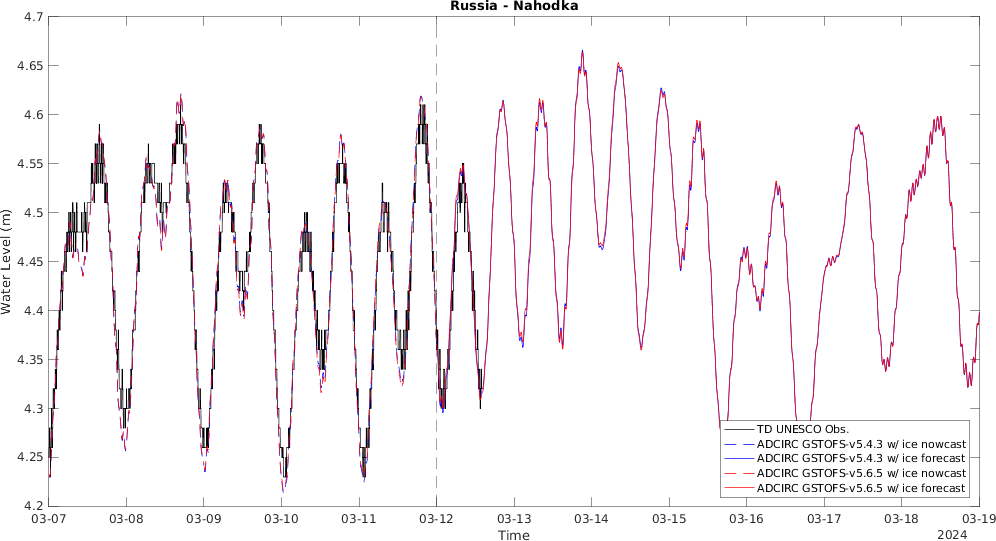 Russia - Nahodka
4.7
4.65
4.6
4.55
4.5
4.45
4.4
4.35
4.3
4.25
4.2
Water Level (m)
TD UNESCO Obs.
ADCIRC GSTOFS-v5.4.3 w/ ice nowcast
ADCIRC GSTOFS-v5.4.3 w/ ice forecast
ADCIRC GSTOFS-v5.6.5 w/ ice nowcast
ADCIRC GSTOFS-v5.6.5 w/ ice forecast
03-07 03-08 03-09 03-10 03-11 03-12 03-13 03-14 03-15 03-16 03-17 03-18 03-19
Time
2024